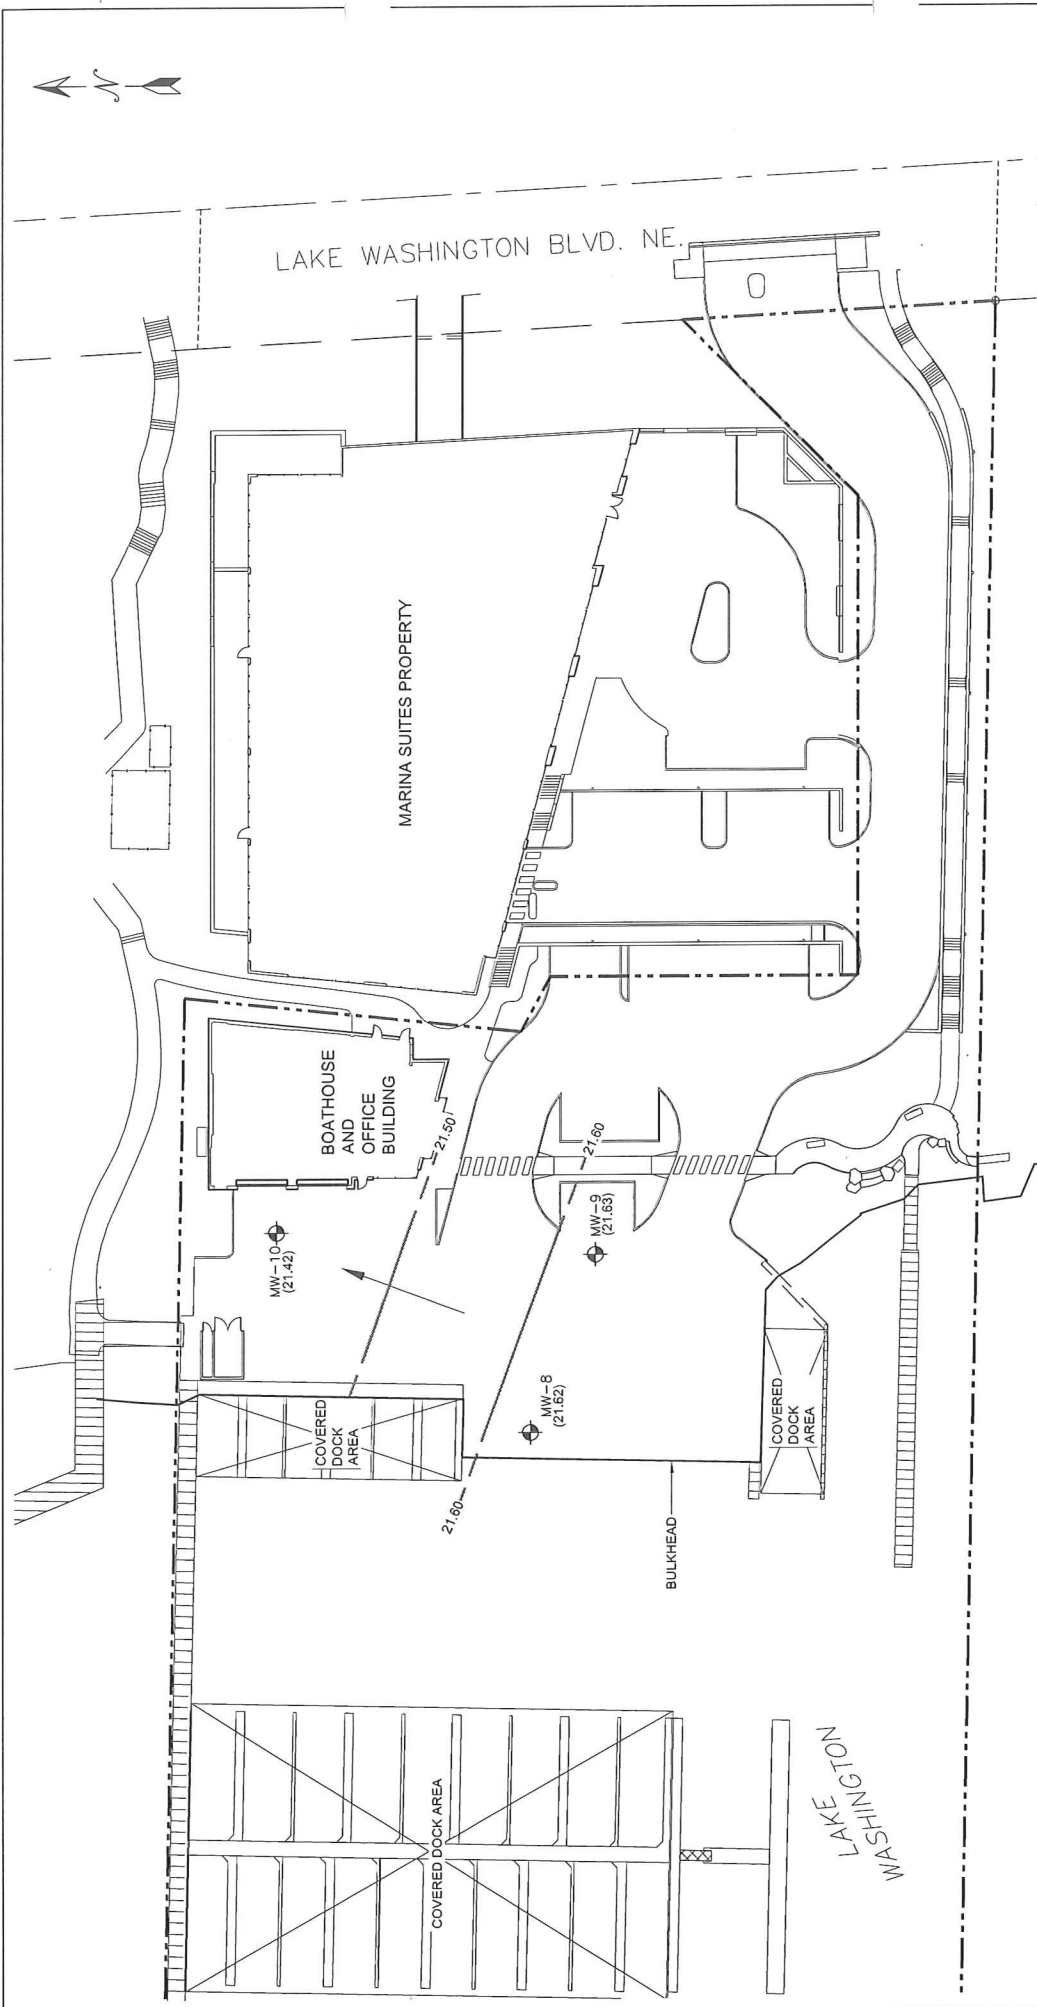 N
LAKE WASHINGTON BLVD. NE.
MARINA SUITES PROPERTY
BOATHOUSE
AND
OFFICE
BUILDING
21.50
21.60
MW-10
(21.42)
MW-9
(21.63)
MW-8
(21.62)
COVERED
DOCK
AREA
COVERED
DOCK
AREA
21.60
BULKHEAD
COVERED DOCK AREA
LAKE
WASHINGTON